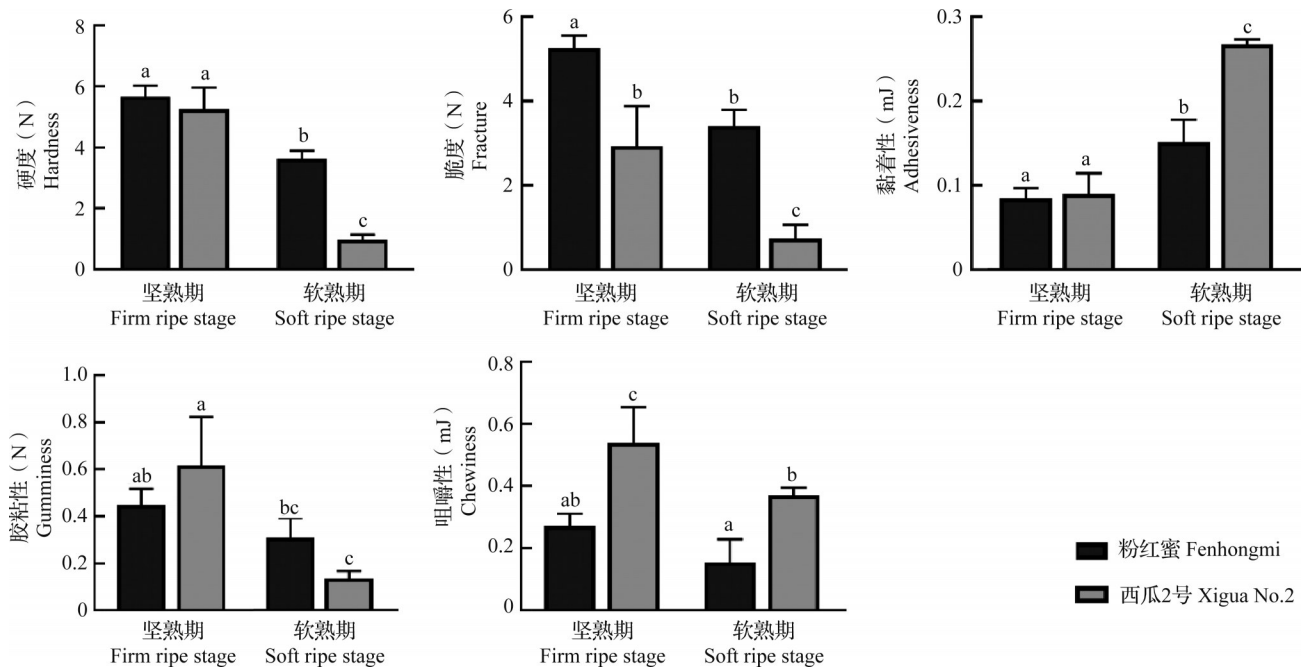 硬度（N）
Hardness
8
6
4
2
0
a
a
b
c
坚熟期
Firm ripe stage
软熟期
Soft ripe stage
脆度（N）
Fracture
6
4
2
0
a
b
b
c
坚熟期
Firm ripe stage
软熟期
Soft ripe stage
黏着性（mJ）
Adhesiveness
0.3
0.2
0.1
0
a
a
b
c
坚熟期
Firm ripe stage
软熟期
Soft ripe stage
胶粘性（N）
Gumminess
1.0
0.8
0.6
0.4
0.2
0
ab
a
bc
c
坚熟期
Firm ripe stage
软熟期
Soft ripe stage
咀嚼性（mJ）
Chewiness
0.8
0.6
0.4
0.2
0
ab
c
a
b
坚熟期
Firm ripe stage
软熟期
Soft ripe stage
粉红蜜 Fenhongmi
西瓜2号 Xigua No.2